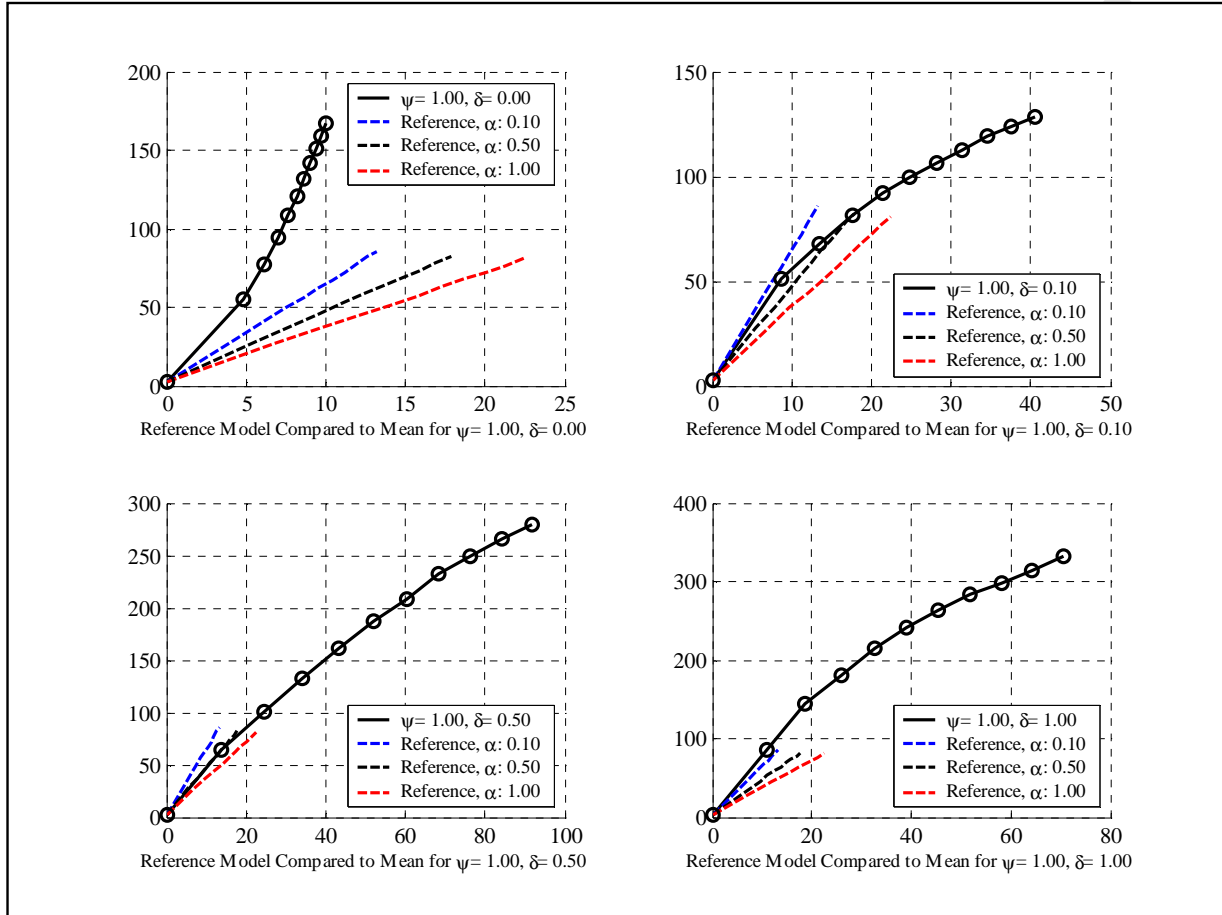 200
150
100
50
0
0 5 10 15 20 25
ψ= 1.00, δ= 0.00
Reference, α: 0.10
Reference, α: 0.50
Reference, α: 1.00
Reference Model Compared to Mean for ψ= 1.00, δ= 0.00
150
100
50
0
0 10 20 30 40 50
ψ= 1.00, δ= 0.10
Reference, α: 0.10
Reference, α: 0.50
Reference, α: 1.00
Reference Model Compared to Mean for ψ= 1.00, δ= 0.10
300
250
200
150
100
50
0
0 20 40 60 80 100
ψ= 1.00, δ= 0.50
Reference, α: 0.10
Reference, α: 0.50
Reference, α: 1.00
Reference Model Compared to Mean for ψ= 1.00, δ= 0.50
400
300
200
100
0
0 20 40 60 80
ψ= 1.00, δ= 1.00
Reference, α: 0.10
Reference, α: 0.50
Reference, α: 1.00
Reference Model Compared to Mean for ψ= 1.00, δ= 1.00